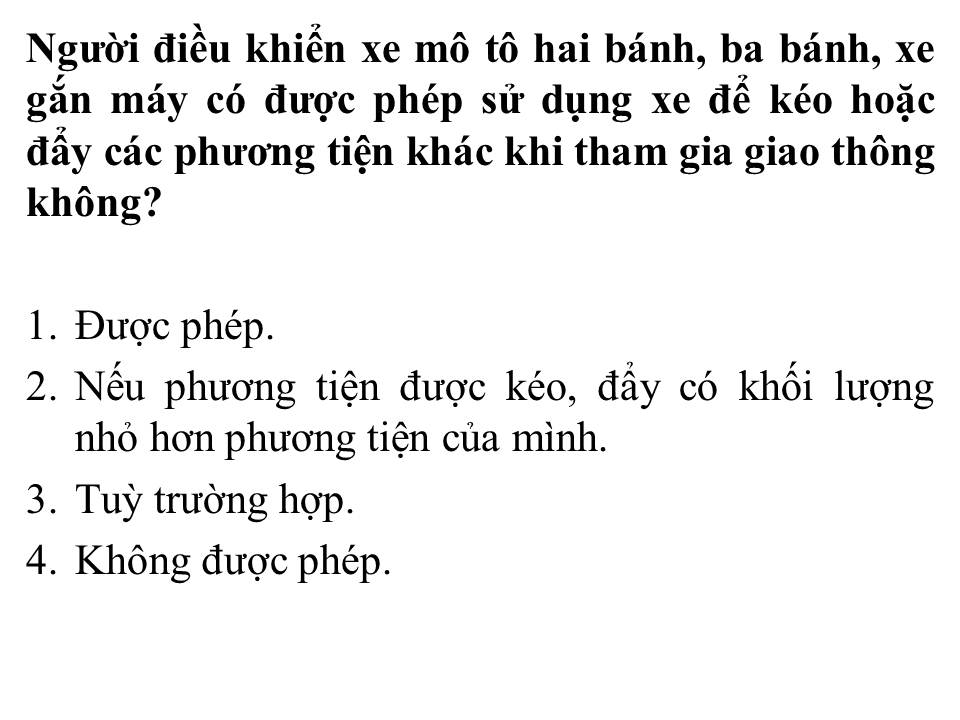 Người điều khiển xe mô tô hai bánh, ba bánh, xe
gắn máy có được phép sử dụng xe để kéo hoặc
đẩy các phương tiện khác khi tham gia giao thông
không?
1. Được phép.
2. Nếu phương tiện được kéo, đẩy có khối lượng
nhỏ hơn phương tiện của mình.
3. Tuỳ trường hợp.
4. Không được phép.